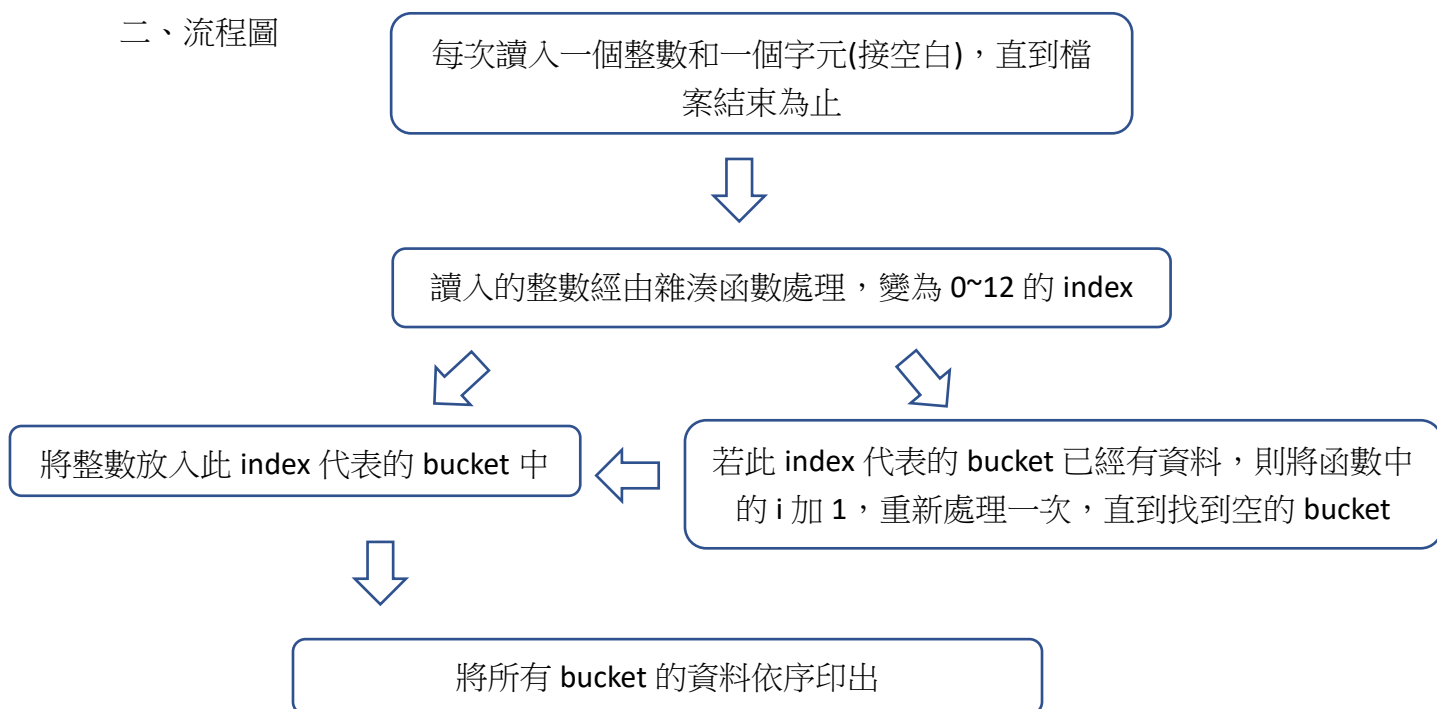 二、流程圖
每次讀入一個整數和一個字元(接空白)，直到檔
案結束為止
讀入的整數經由雜湊函數處理，變為 0~12 的 index
將整數放入此 index 代表的 bucket 中
若此 index 代表的 bucket 已經有資料，則將函數中
的 i 加 1，重新處理一次，直到找到空的 bucket
將所有 bucket 的資料依序印出